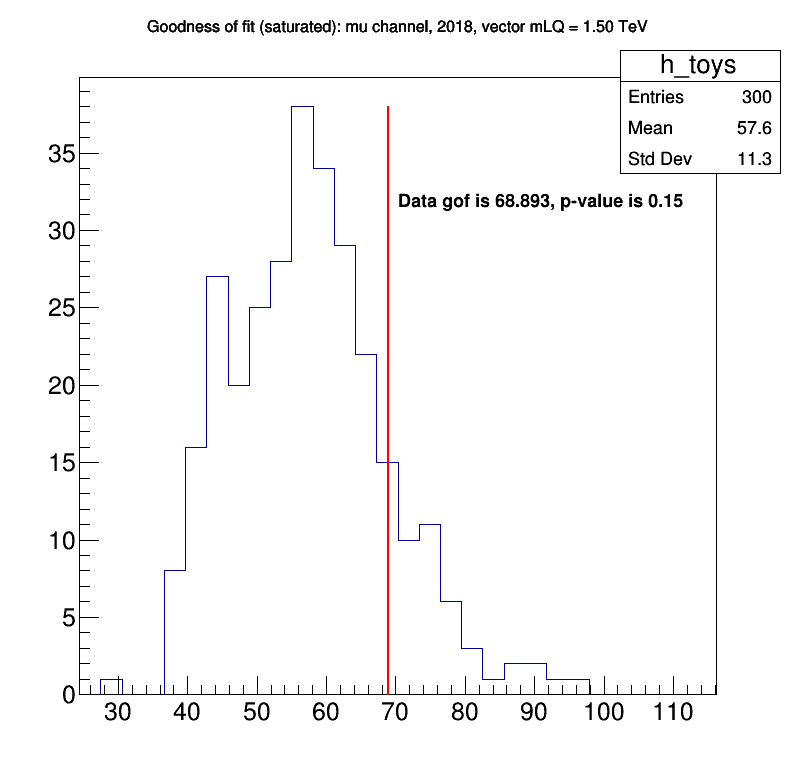 Goodness of fit (saturated): mu channel, 2018, vector mLQ = 1.50 TeV
h_toys
Entries 300
Mean 57.6
Std Dev 11.3
Data gof is 68.893, p-value is 0.15
35
30
25
20
15
10
5
0
30 40 50 60 70 80 90 100 110